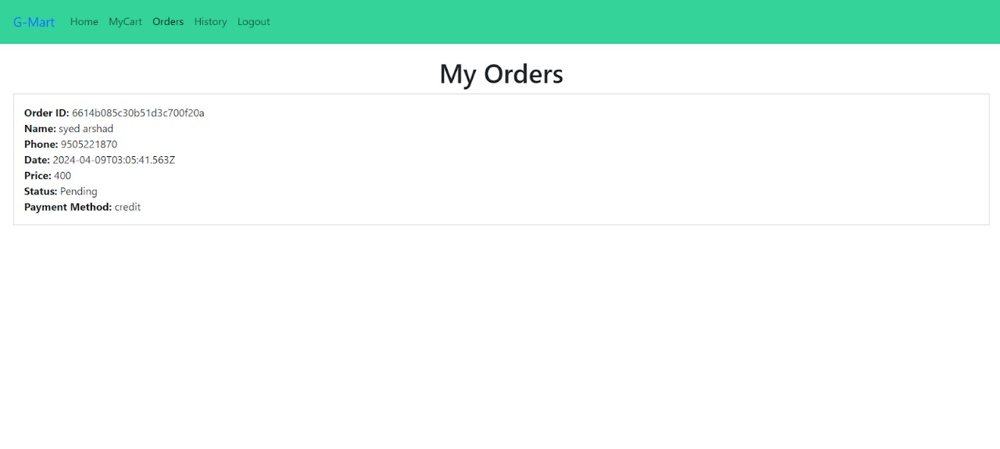 G-Mart Home MyCart Orders History Logout
My Orders
Order ID: 6614b085c30b51d3c700f20a
Name: syed arshad
Phone: 9505221870
Date: 2024-04-09T03:05:41.563Z
Price: 400
Status: Pending
Payment Method: credit